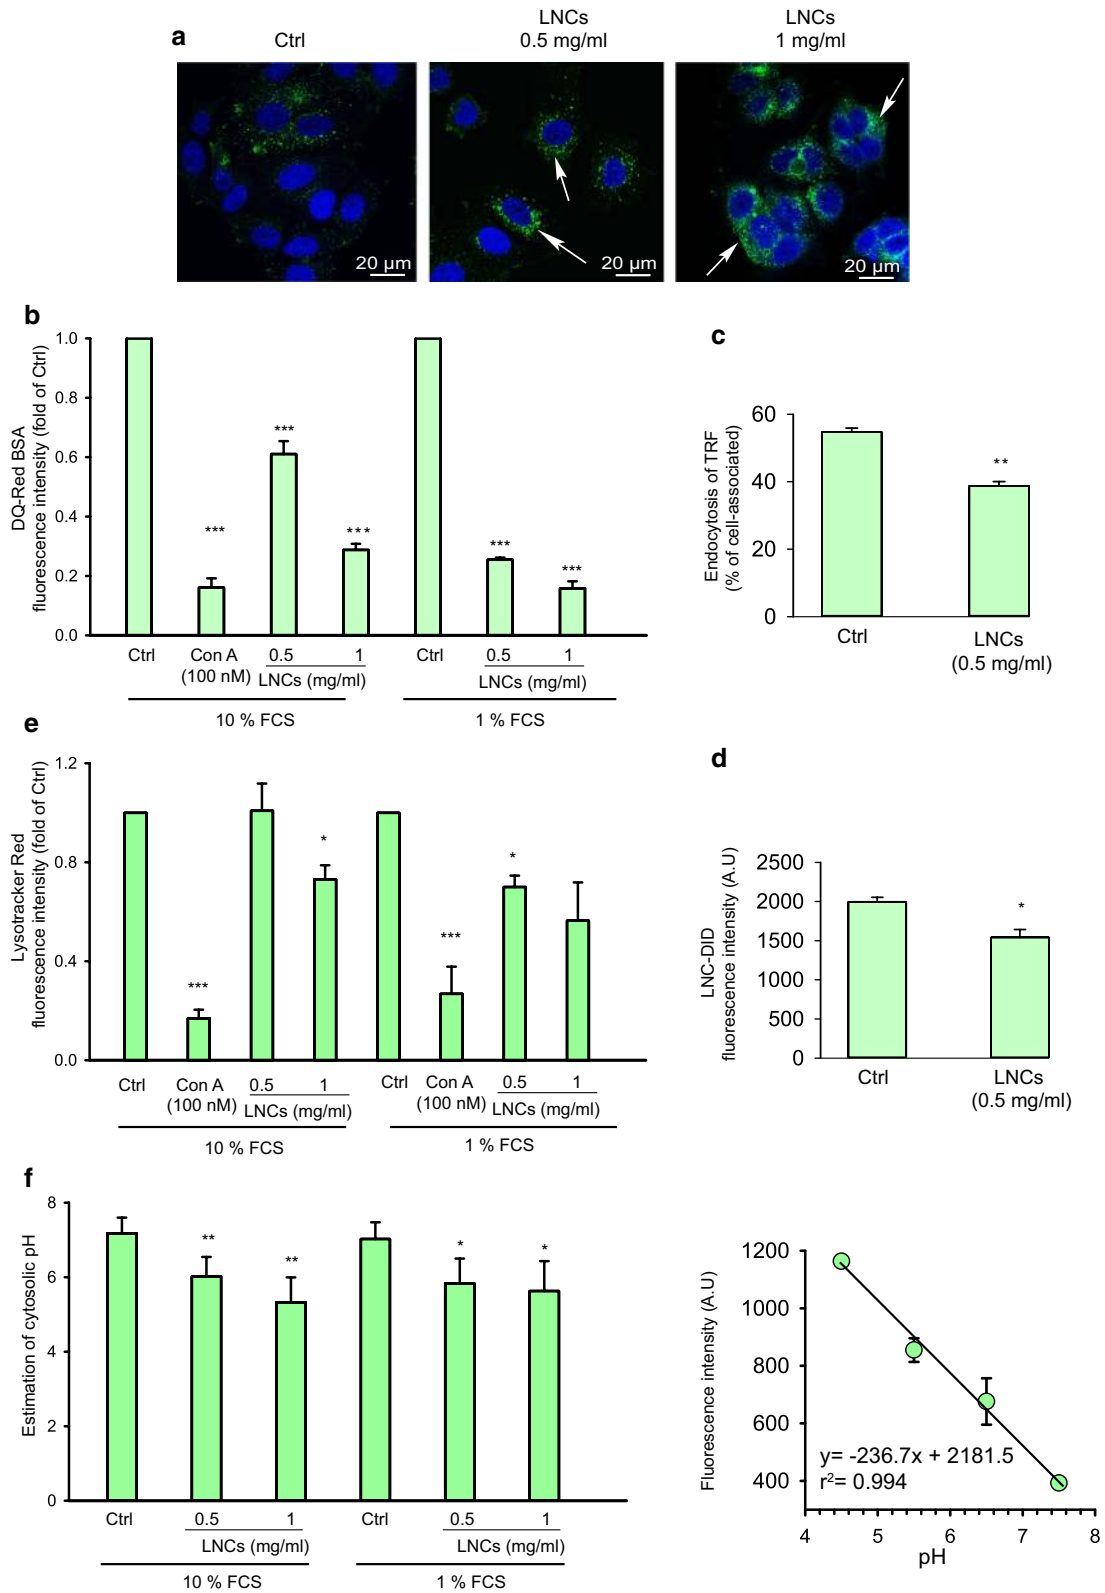 a
Ctrl
LNCs
0.5 mg/ml
LNCs
1 mg/ml
20 µm
20 µm
20 µm
b
DQ-Red BSA
fluorescence intensity (fold of Ctrl)
1.0
0.8
0.6
0.4
0.2
0.0
***
***
***
***
***
Ctrl
Con A
(100 nM)
0.5
1
LNCs (mg/ml)
10 % FCS
Ctrl
0.5
1
LNCs (mg/ml)
1 % FCS
c
Endocytosis of TRF
(% of cell-associated)
60
40
20
0
**
Ctrl
LNCs
(0.5 mg/ml)
e
Lysotracker Red
fluorescence intensity (fold of Ctrl)
1.2
0.8
0.4
0.0
***
*
***
*
Ctrl
Con A
(100 nM)
0.5
1
LNCs (mg/ml)
10 % FCS
Ctrl
Con A
(100 nM)
0.5
1
LNCs (mg/ml)
1 % FCS
d
LNC-DID
fluorescence intensity (A.U)
2500
2000
1500
1000
500
0
*
Ctrl
LNCs
(0.5 mg/ml)
f
Estimation of cytosolic pH
8
6
4
2
0
**
**
*
*
Ctrl
0.5
1
LNCs (mg/ml)
10 % FCS
Ctrl
0.5
1
LNCs (mg/ml)
1 % FCS
Fluorescence intensity (A.U)
1200
1000
800
600
400
y= -236.7x + 2181.5
r²= 0.994
4 5 6 7 8
pH